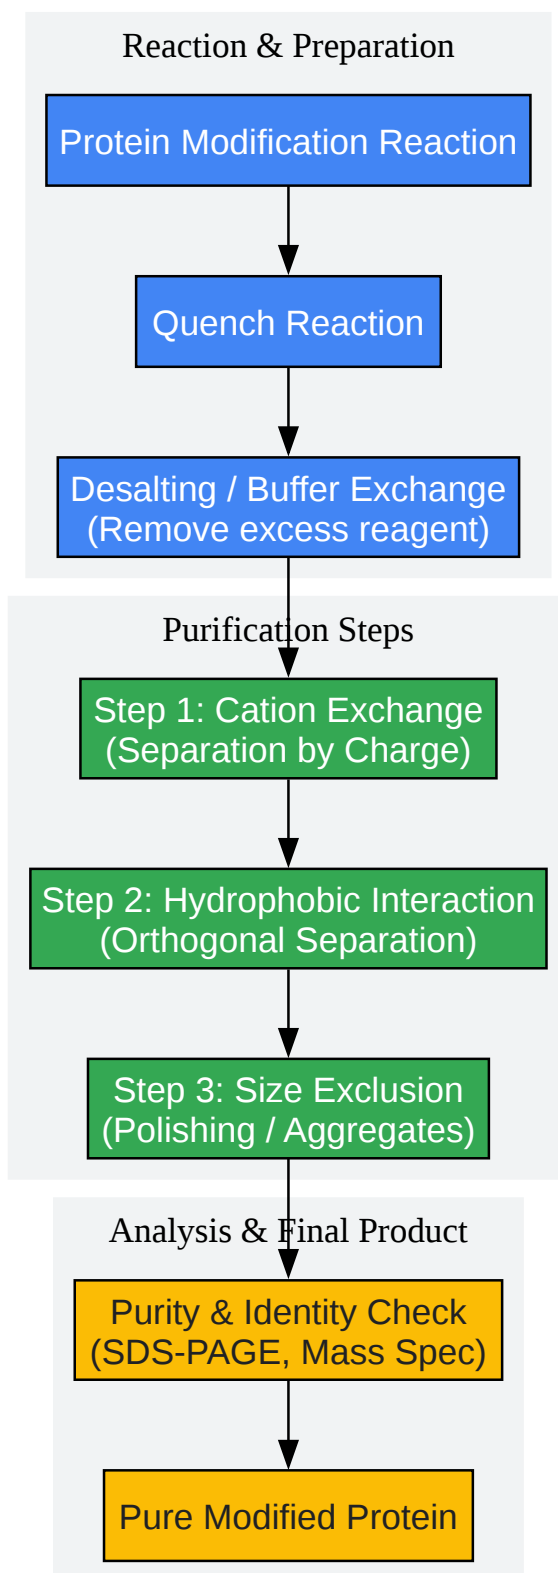 Reaction & Preparation
Protein Modification Reaction
Quench Reaction
Desalting / Buffer Exchange
(Remove excess reagent)
Purification Steps
Step 1: Cation Exchange
(Separation by Charge)
Step 2: Hydrophobic Interaction
(Orthogonal Separation)
Step 3: Size Exclusion
(Polishing / Aggregates)
Analysis & Final Product
Purity & Identity Check
(SDS-PAGE, Mass Spec)
Pure Modified Protein